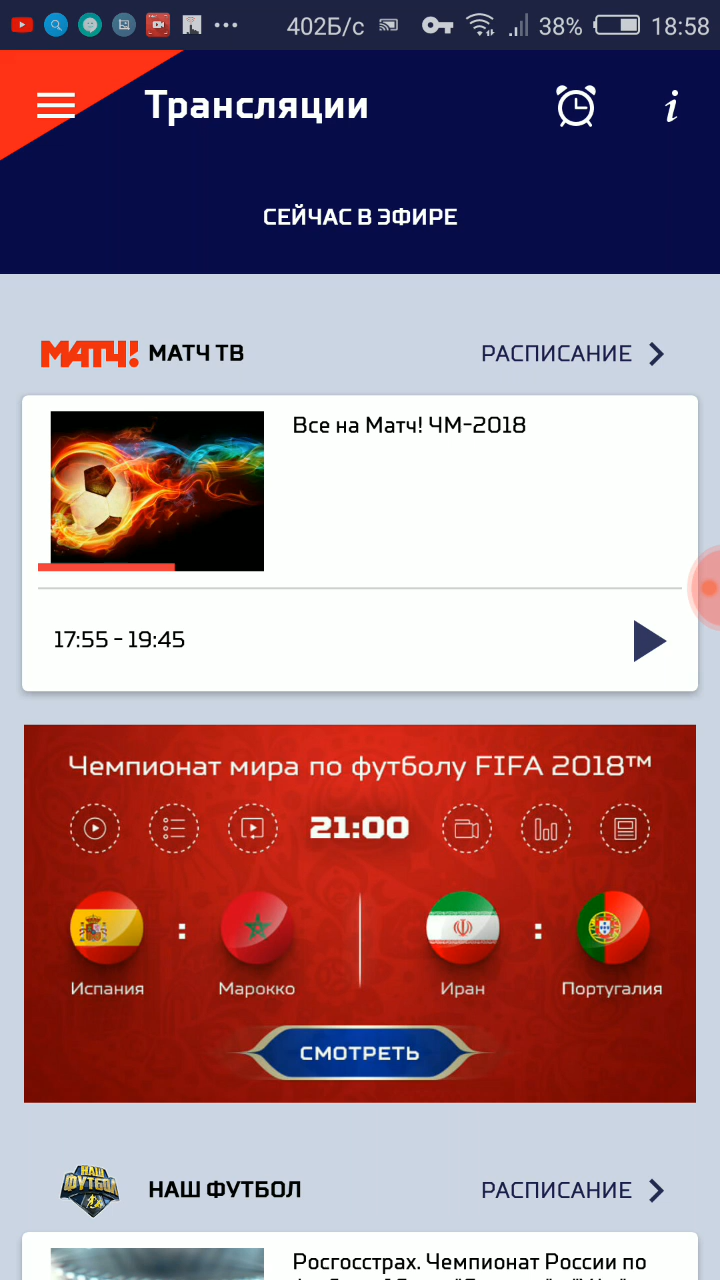 402Б/с 38% 18:58
Трансляции
СЕЙЧАС В ЭФИРЕ
МАТЧ! МАТЧ ТВ РАСПИСАНИЕ
Все на Матч! ЧМ-2018
17:55 - 19:45
Чемпионат мира по футболу FIFA 2018™
21:00
Испания : Марокко Иран : Португалия
СМОТРЕТЬ
НАШ ФУТБОЛ НАШ ФУТБОЛ РАСПИСАНИЕ
Росгосстрах. Чемпионат России по